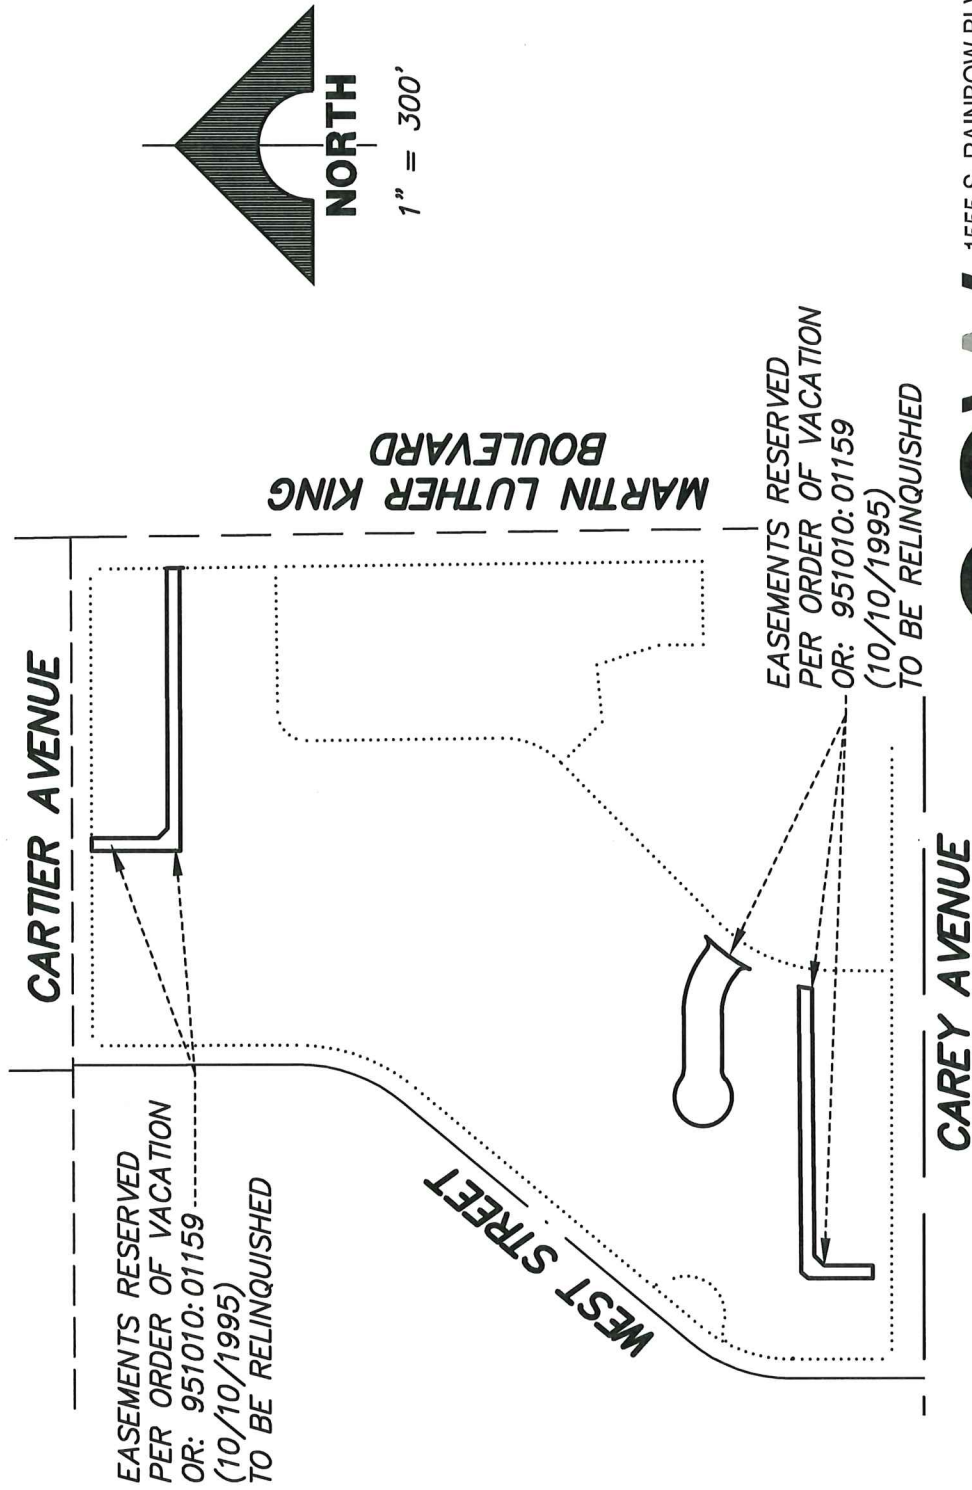 CARTIER AVENUE
NORTH
1" = 300'
MARTIN LUTHER KING
BOULEVARD
EASEMENTS RESERVED
PER ORDER OF VACATION
OR: 951010:01159
(10/10/1995)
TO BE RELINQUISHED
WEST STREET
EASEMENTS RESERVED
PER ORDER OF VACATION
OR: 951010:01159
(10/10/1995)
TO BE RELINQUISHED
CAREY AVENUE
1555 S. RAINBOW